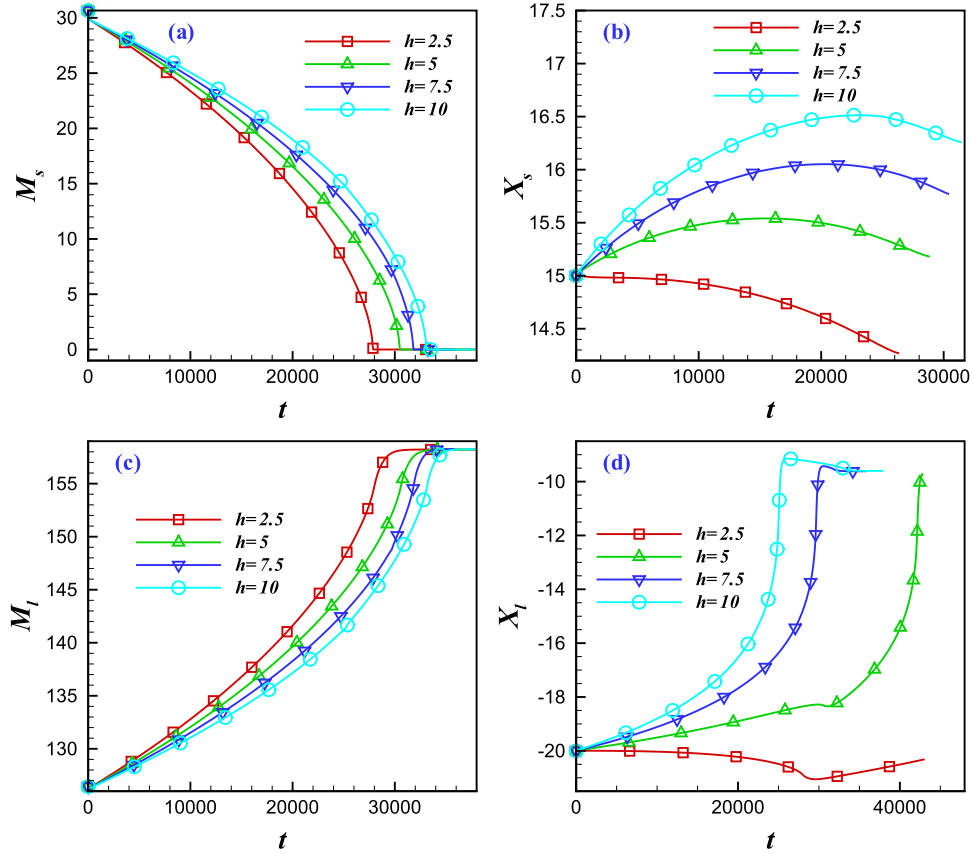 (a)
h=2.5
h=5
h=7.5
h=10
M_s
30
25
20
15
10
5
0
0 10000 20000 30000
t
(b)
h=2.5
h=5
h=7.5
h=10
X_s
17.5
17
16.5
16
15.5
15
14.5
0 10000 20000 30000
t
(c)
h=2.5
h=5
h=7.5
h=10
M_l
155
150
145
140
135
130
0 10000 20000 30000
t
(d)
h=2.5
h=5
h=7.5
h=10
X_l
-10
-12
-14
-16
-18
-20
0 20000 40000
t